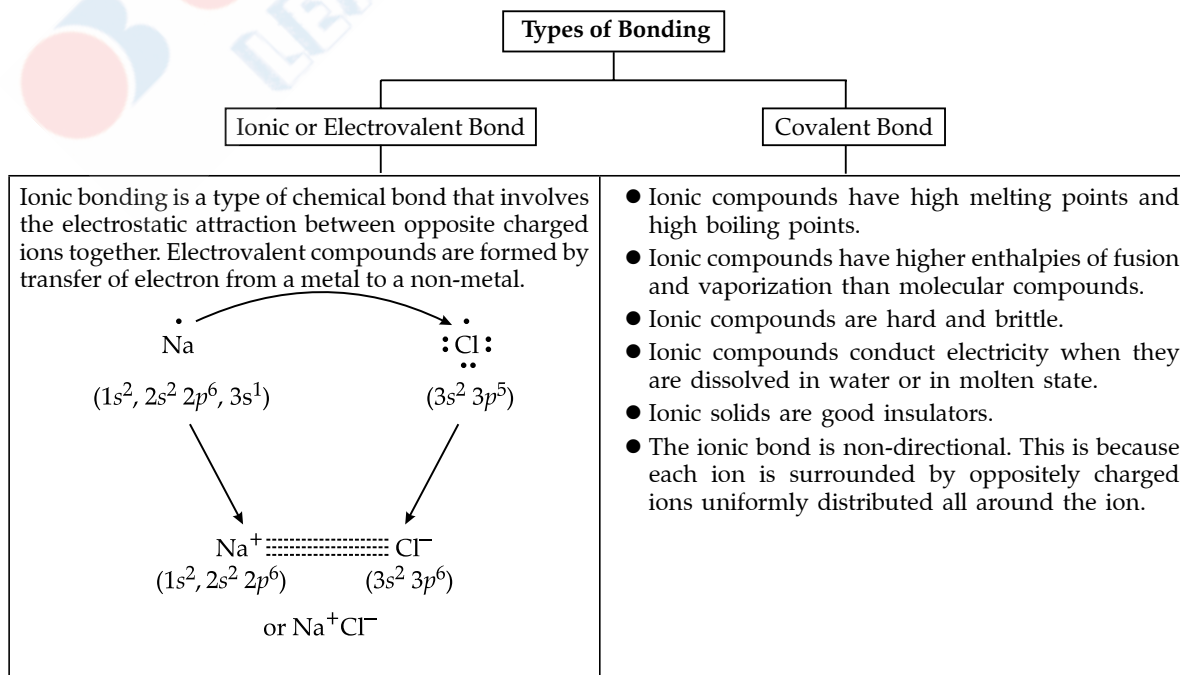 Types of Bonding
Ionic or Electrovalent Bond
Covalent Bond
Ionic bonding is a type of chemical bond that involves
the electrostatic attraction between opposite charged
ions together. Electrovalent compounds are formed by
transfer of electron from a metal to a non-metal.
Na
:Cl:
(1s², 2s² 2p⁶, 3s¹)
(3s² 3p⁵)
Na⁺ Cl⁻
(1s², 2s² 2p⁶)
(3s² 3p⁶)
or Na⁺Cl⁻
● Ionic compounds have high melting points and
high boiling points.
● Ionic compounds have higher enthalpies of fusion
and vaporization than molecular compounds.
● Ionic compounds are hard and brittle.
● Ionic compounds conduct electricity when they
are dissolved in water or in molten state.
● Ionic solids are good insulators.
● The ionic bond is non-directional. This is because
each ion is surrounded by oppositely charged
ions uniformly distributed all around the ion.